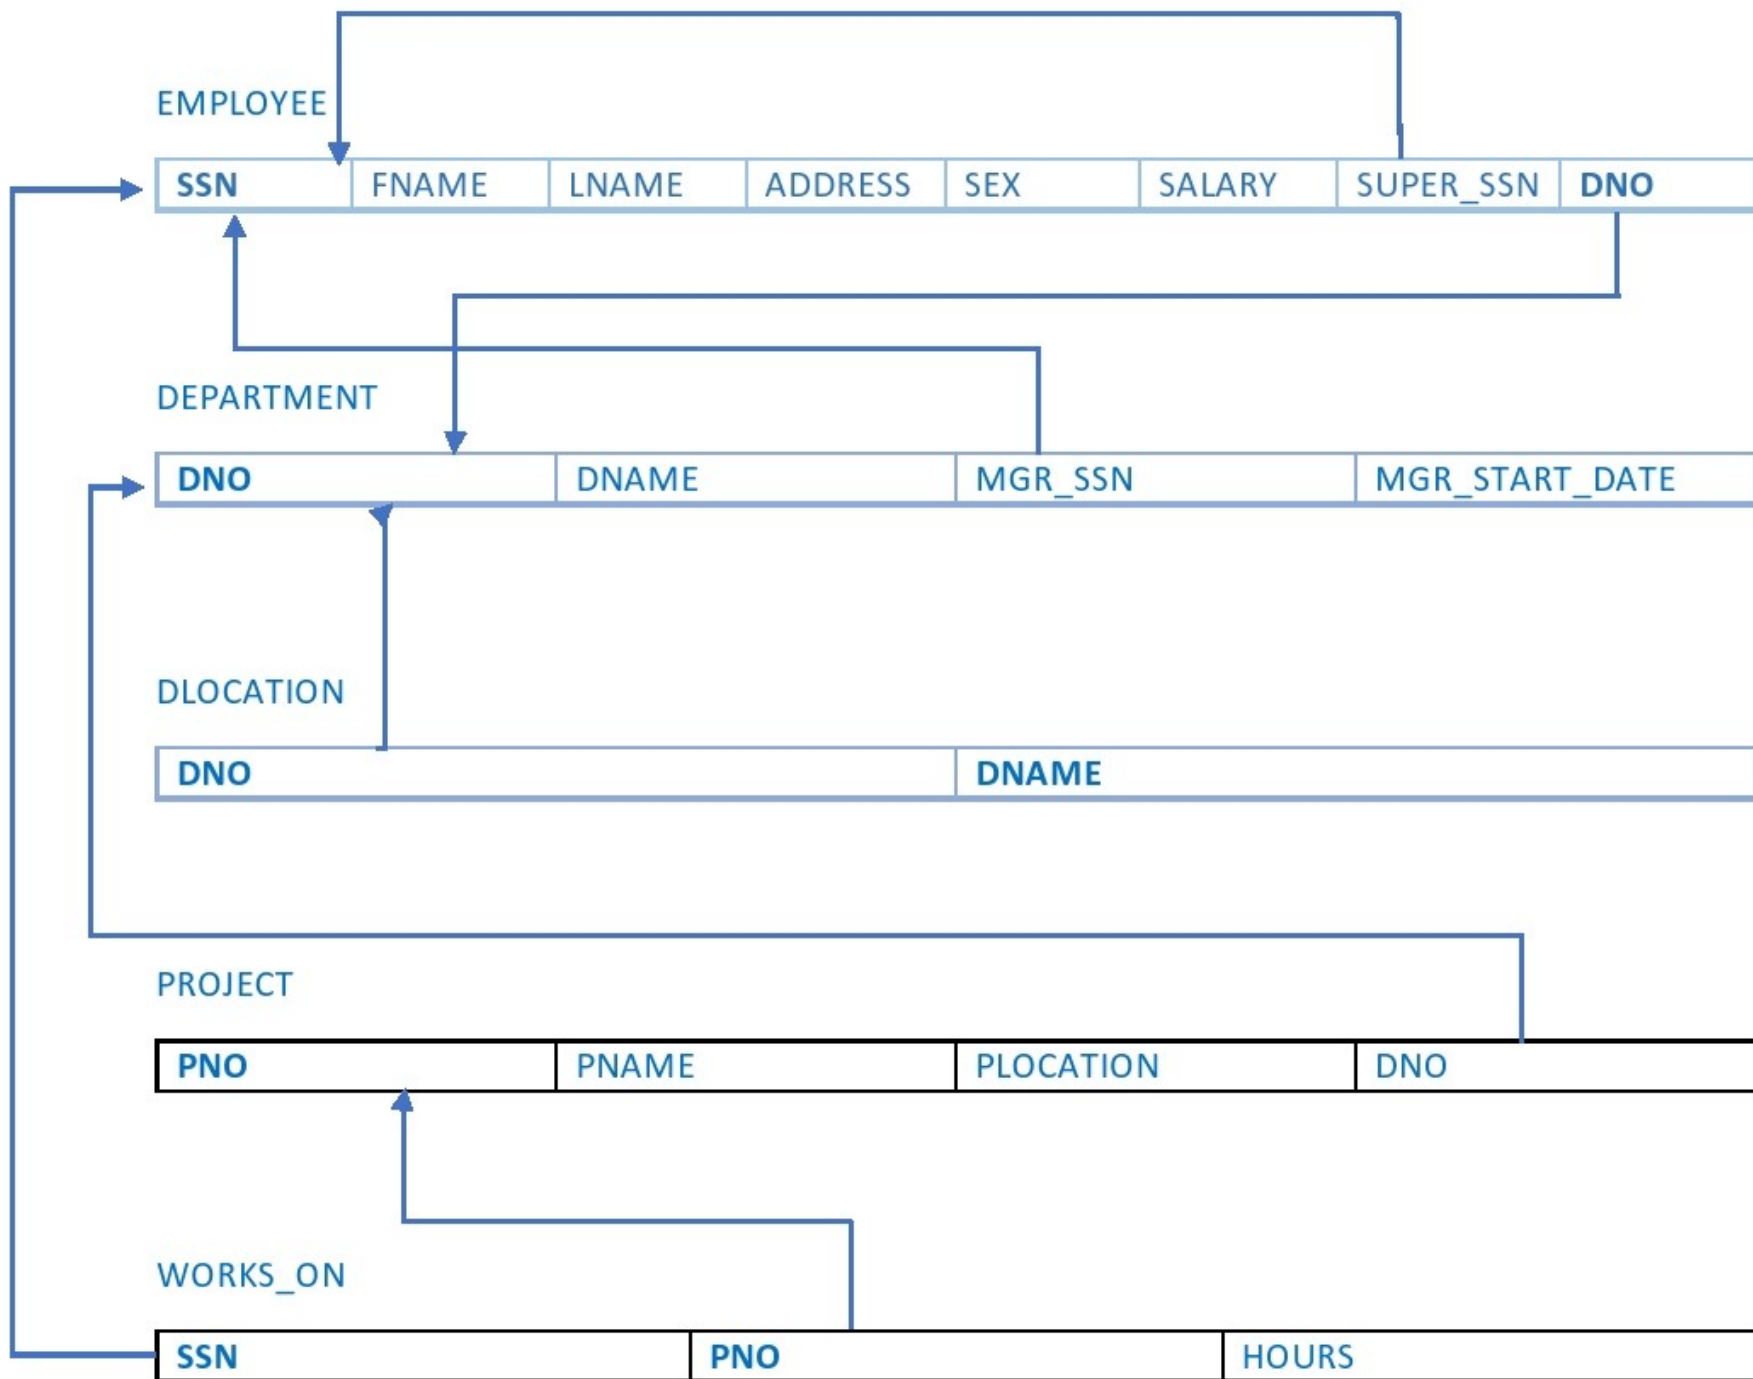 EMPLOYEE
SSN FNAME LNAME ADDRESS SEX SALARY SUPER_SSN DNO
DEPARTMENT
DNO DNAME MGR_SSN MGR_START_DATE
DLOCATION
DNO DNAME
PROJECT
PNO PNAME PLOCATION DNO
WORKS_ON
SSN PNO HOURS